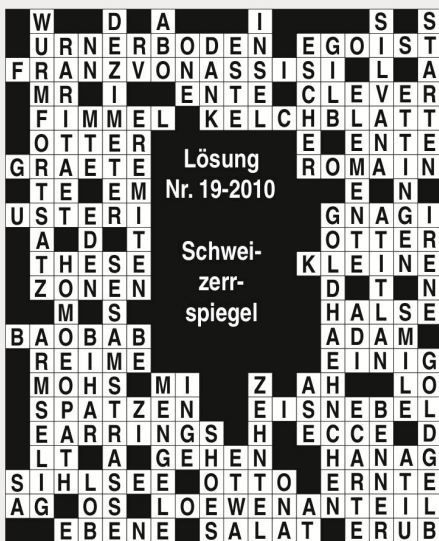 W D A I S S
URNERBODEN EGOIST
FRANZVONASSISI L A
MR I ENTE CLEVER
FIMMEL KELCHBLATT
OTTER E ENTE
GRAETE ROMAIN
TE EM E N
USTERI GNAGI
A D T OTTER
THESE KLEINE
ZONEN D T N
M S HALSE
BAOBAB ADAM
REIME EINIG
MOHS MI Z AH LO
SPATZEN EISNEBEL
EARRINGS H ECCE D
LT A GEHEN HANAG
SIHLSEE OTTO ERNTE
AG OS LOEWENANTEIL
EBENE SALAT ERUB
Lösung
Nr. 19-2010
Schwei-
zerr-
spiegel